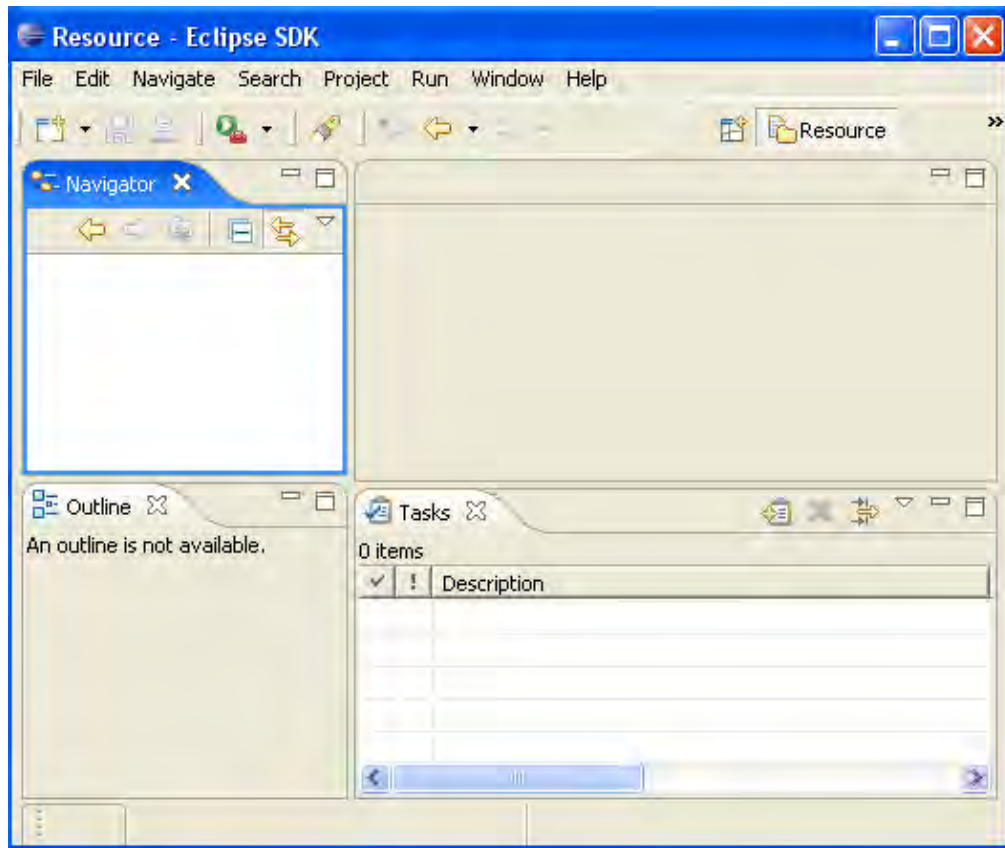 Resource - Eclipse SDK
File Edit Navigate Search Project Run Window Help
Resource
Navigator
Outline
An outline is not available.
Tasks
0 items
! Description